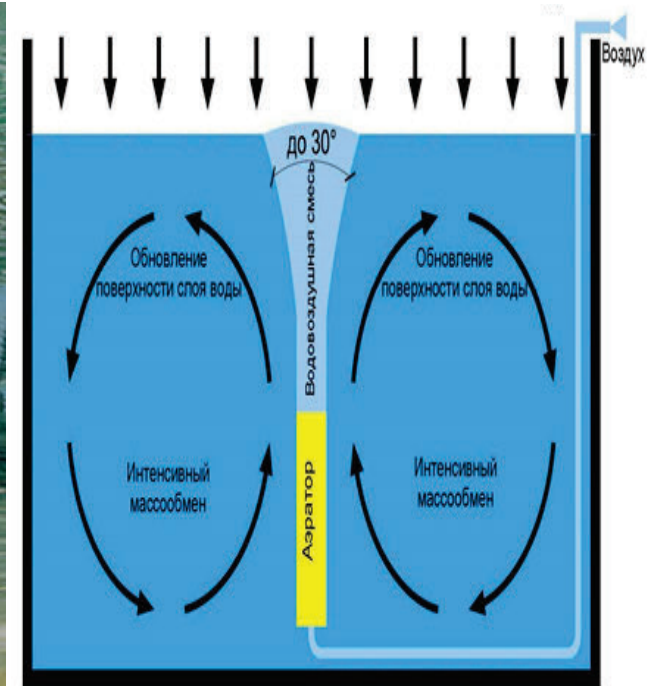 Воздух
до 30°
Водовоздушная смесь
Обновление
поверхности слоя воды
Обновление
поверхности слоя воды
Интенсивный
массообмен
Интенсивный
массообмен
Аэратор